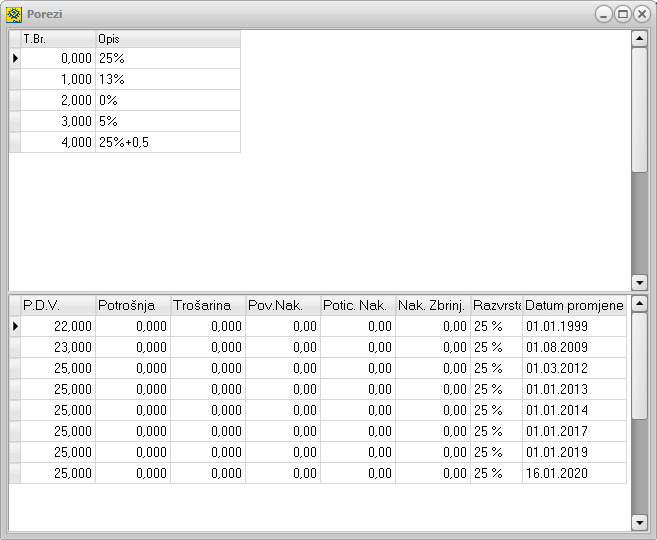 Porezi
T.Br. Opis
0,000 25%
1,000 13%
2,000 0%
3,000 5%
4,000 25%+0,5
P.D.V. Potrošnja Trošarina Pov.Nak. Potic. Nak. Nak. Zbrinj. Razvrsta Datum promjene
22,000 0,000 0,000 0,00 0,00 0,00 25 % 01.01.1999
23,000 0,000 0,000 0,00 0,00 0,00 25 % 01.08.2009
25,000 0,000 0,000 0,00 0,00 0,00 25 % 01.03.2012
25,000 0,000 0,000 0,00 0,00 0,00 25 % 01.01.2013
25,000 0,000 0,000 0,00 0,00 0,00 25 % 01.01.2014
25,000 0,000 0,000 0,00 0,00 0,00 25 % 01.01.2017
25,000 0,000 0,000 0,00 0,00 0,00 25 % 01.01.2019
25,000 0,000 0,000 0,00 0,00 0,00 25 % 16.01.2020